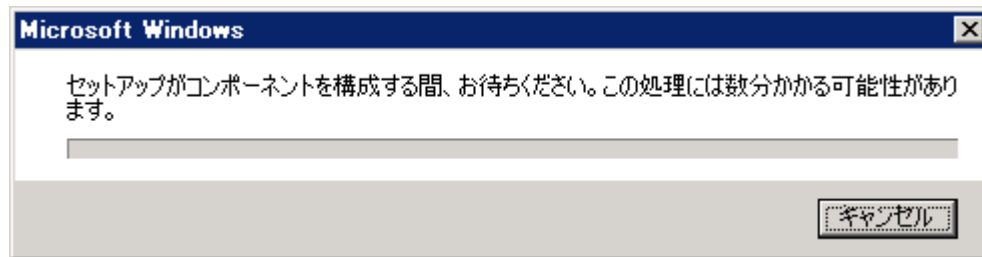 Microsoft Windows
セットアップがコンポーネントを構成する間、お待ちください。この処理には数分かかる可能性があり
ます。
キャンセル